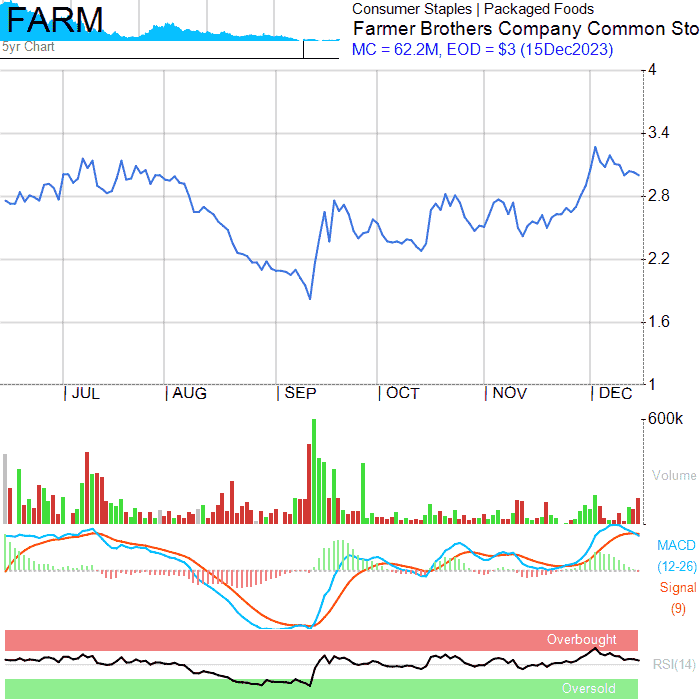 FARM
5yr Chart
Consumer Staples | Packaged Foods
Farmer Brothers Company Common Sto
MC = 62.2M, EOD = $3 (15Dec2023)
4
3.4
2.8
2.2
1.6
1
JUL AUG SEP OCT NOV DEC
600k
Volume
MACD
(12-26)
Signal
(9)
Overbought
RSI(14)
Oversold